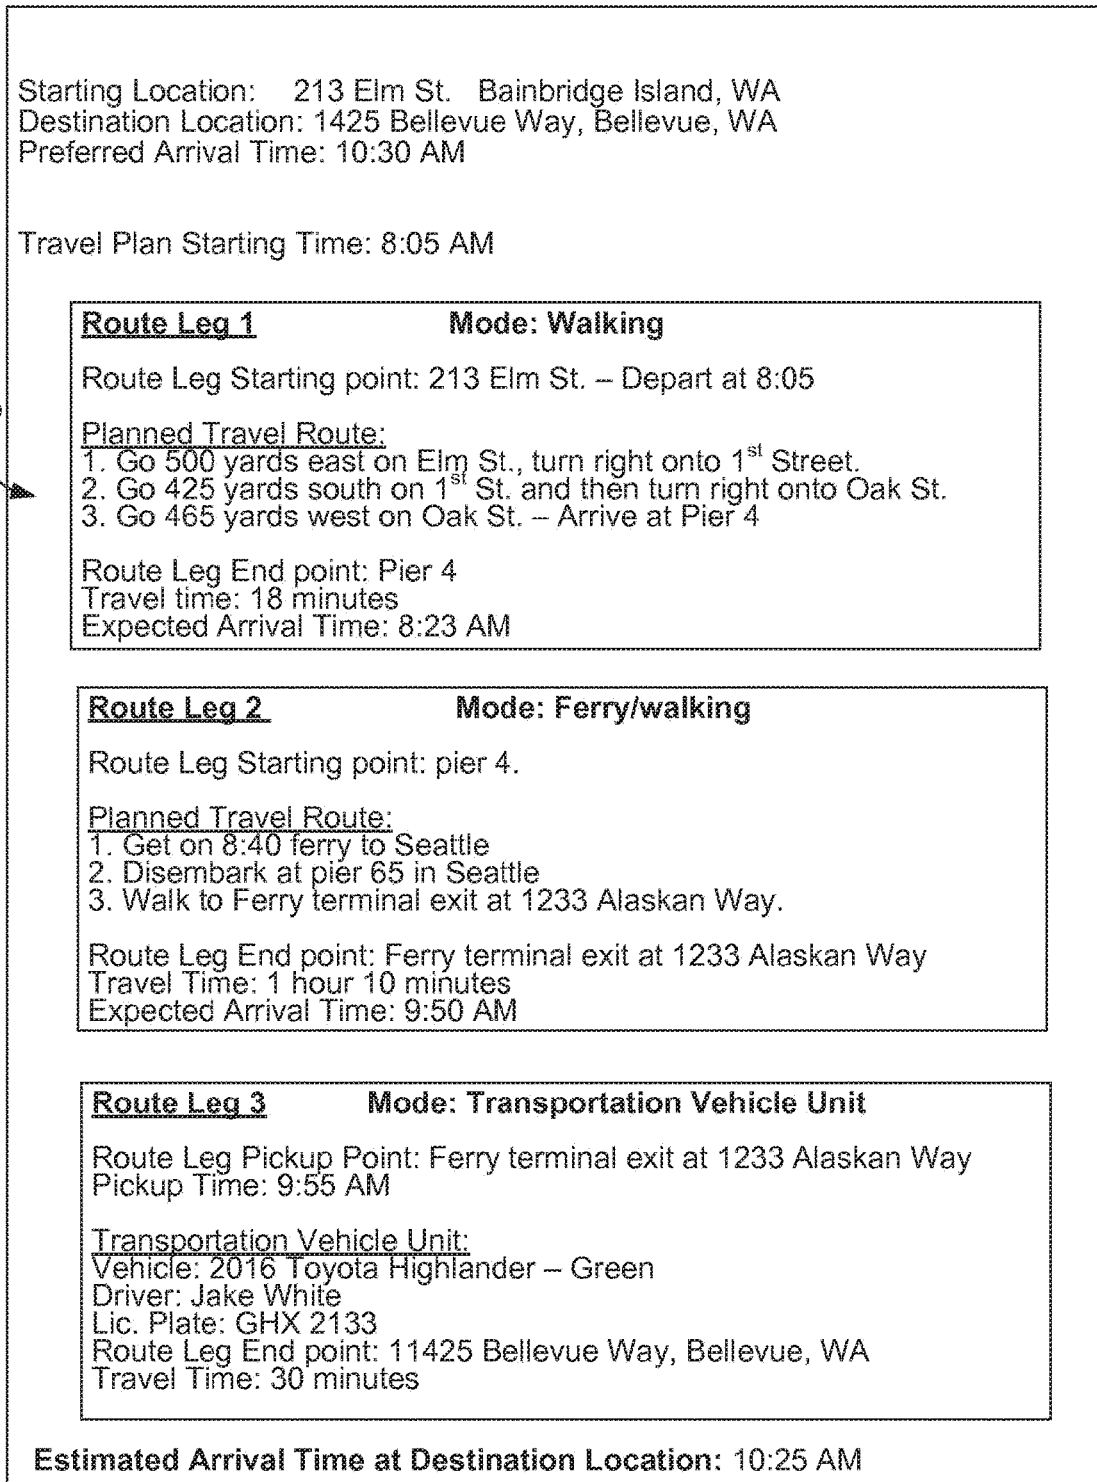 Starting Location: 213 Elm St. Bainbridge Island, WA
Destination Location: 1425 Bellevue Way, Bellevue, WA
Preferred Arrival Time: 10:30 AM
Travel Plan Starting Time: 8:05 AM
Route Leg 1 Mode: Walking
Route Leg Starting point: 213 Elm St. – Depart at 8:05
Planned Travel Route:
1. Go 500 yards east on Elm St., turn right onto 1st Street.
2. Go 425 yards south on 1st St. and then turn right onto Oak St.
3. Go 465 yards west on Oak St. – Arrive at Pier 4
Route Leg End point: Pier 4
Travel time: 18 minutes
Expected Arrival Time: 8:23 AM
Route Leg 2 Mode: Ferry/walking
Route Leg Starting point: pier 4.
Planned Travel Route:
1. Get on 8:40 ferry to Seattle
2. Disembark at pier 65 in Seattle
3. Walk to Ferry terminal exit at 1233 Alaskan Way.
Route Leg End point: Ferry terminal exit at 1233 Alaskan Way
Travel Time: 1 hour 10 minutes
Expected Arrival Time: 9:50 AM
Route Leg 3 Mode: Transportation Vehicle Unit
Route Leg Pickup Point: Ferry terminal exit at 1233 Alaskan Way
Pickup Time: 9:55 AM
Transportation Vehicle Unit:
Vehicle: 2016 Toyota Highlander – Green
Driver: Jake White
Lic. Plate: GHX 2133
Route Leg End point: 11425 Bellevue Way, Bellevue, WA
Travel Time: 30 minutes
Estimated Arrival Time at Destination Location: 10:25 AM